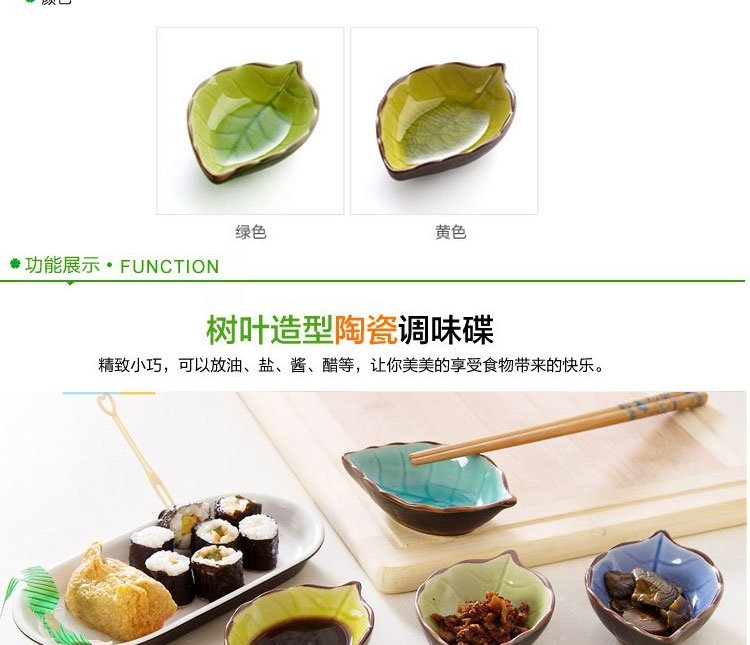 颜色
绿色
黄色
功能展示 • FUNCTION
树叶造型陶瓷调味碟
精致小巧，可以放油、盐、酱、醋等，让你美美的享受食物带来的快乐。